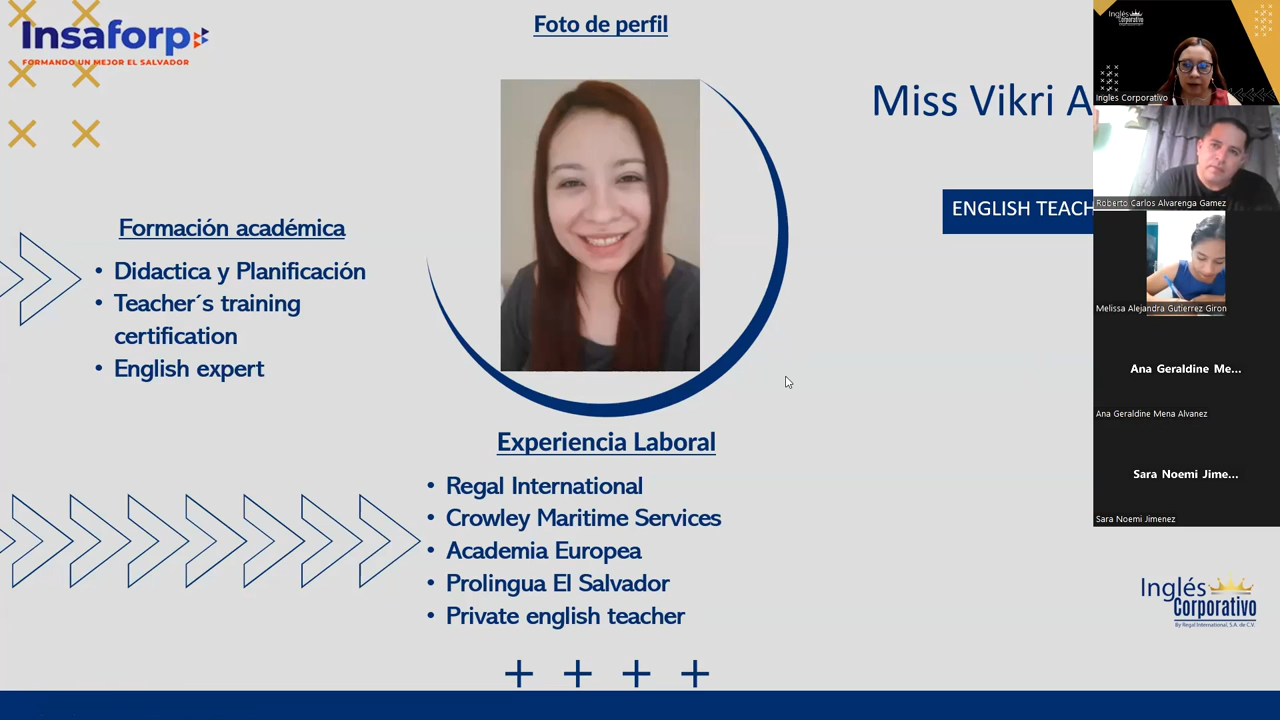 Insaforp
FORMANDO UN MEJOR EL SALVADOR
Foto de perfil
Miss Vikri A
ENGLISH TEACH
Formación académica
• Didactica y Planificación
• Teacher´s training
certification
• English expert
Experiencia Laboral
• Regal International
• Crowley Maritime Services
• Academia Europea
• Prolingua El Salvador
• Private english teacher
Inglés
Corporativo
Ingles Corporativo
Roberto Carlos Alvarenga Gamez
Melissa Alejandra Gutierrez Giron
Ana Geraldine Me...
Ana Geraldine Mena Alvanez
Sara Noemi Jime...
Sara Noemi Jimenez
Inglés
Corporativo
By Regal International, S.A. de C.V.